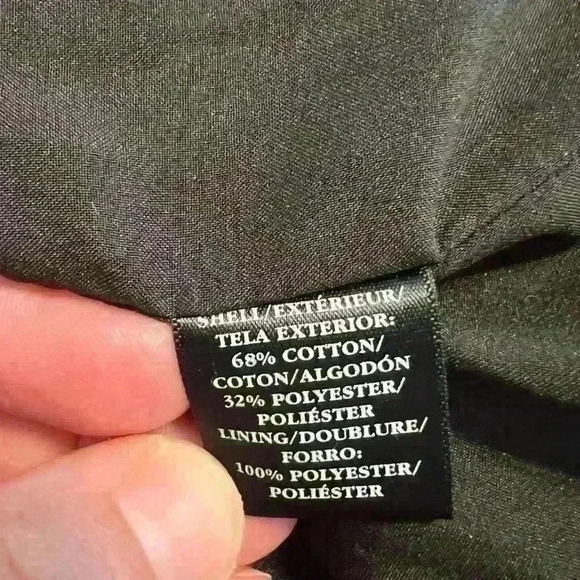 SHELL/EXTÉRIEUR/
TELA EXTERIOR:
68% COTTON/
COTON/ALGODÓN
32% POLYESTER/
POLIÉSTER
LINING/DOUBLURE/
FORRO:
100% POLYESTER/
POLIÉSTER